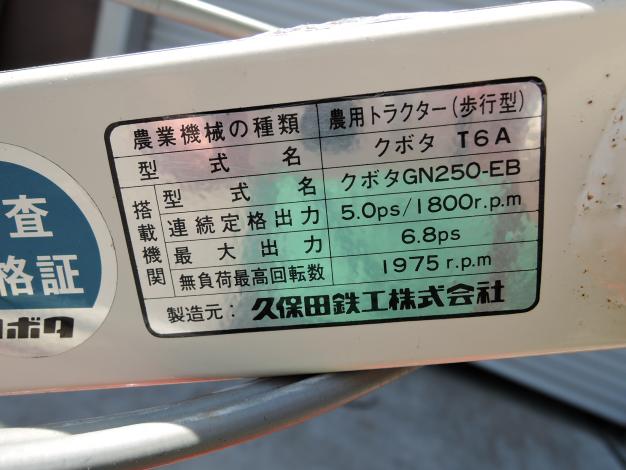 農業機械の種類 農用トラクター(歩行型)
型式名 クボタ T6A
搭載機関
型式名 クボタGN250-EB
連続定格出力 5.0ps/1800r.p.m
最大出力 6.8ps
無負荷最高回転数 1975r.p.m
製造元: 久保田鉄工株式会社
査
格証
ボタ